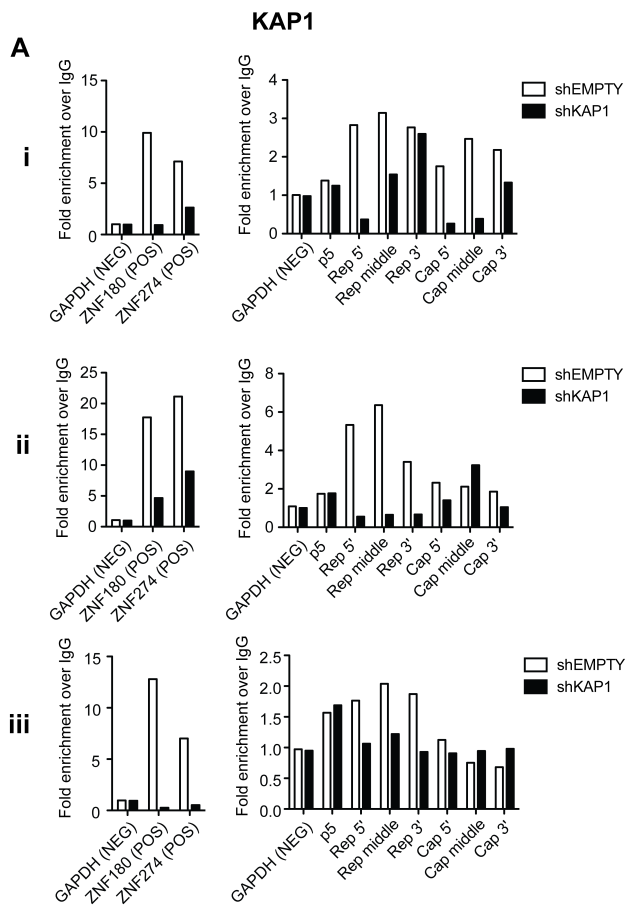 KAP1
A
i
Fold enrichment over IgG
15
10
5
0
GAPDH (NEG)
ZNF180 (POS)
ZNF274 (POS)
Fold enrichment over IgG
4
3
2
1
0
GAPDH (NEG)
p5
Rep 5'
Rep middle
Rep 3'
Cap 5'
Cap middle
Cap 3'
shEMPTY
shKAP1
ii
Fold enrichment over IgG
25
20
15
10
5
0
GAPDH (NEG)
ZNF180 (POS)
ZNF274 (POS)
Fold enrichment over IgG
8
6
4
2
0
GAPDH (NEG)
p5
Rep 5'
Rep middle
Rep 3'
Cap 5'
Cap middle
Cap 3'
shEMPTY
shKAP1
iii
Fold enrichment over IgG
15
10
5
0
GAPDH (NEG)
ZNF180 (POS)
ZNF274 (POS)
Fold enrichment over IgG
2.5
2.0
1.5
1.0
0.5
0.0
GAPDH (NEG)
p5
Rep 5'
Rep middle
Rep 3'
Cap 5'
Cap middle
Cap 3'
shEMPTY
shKAP1